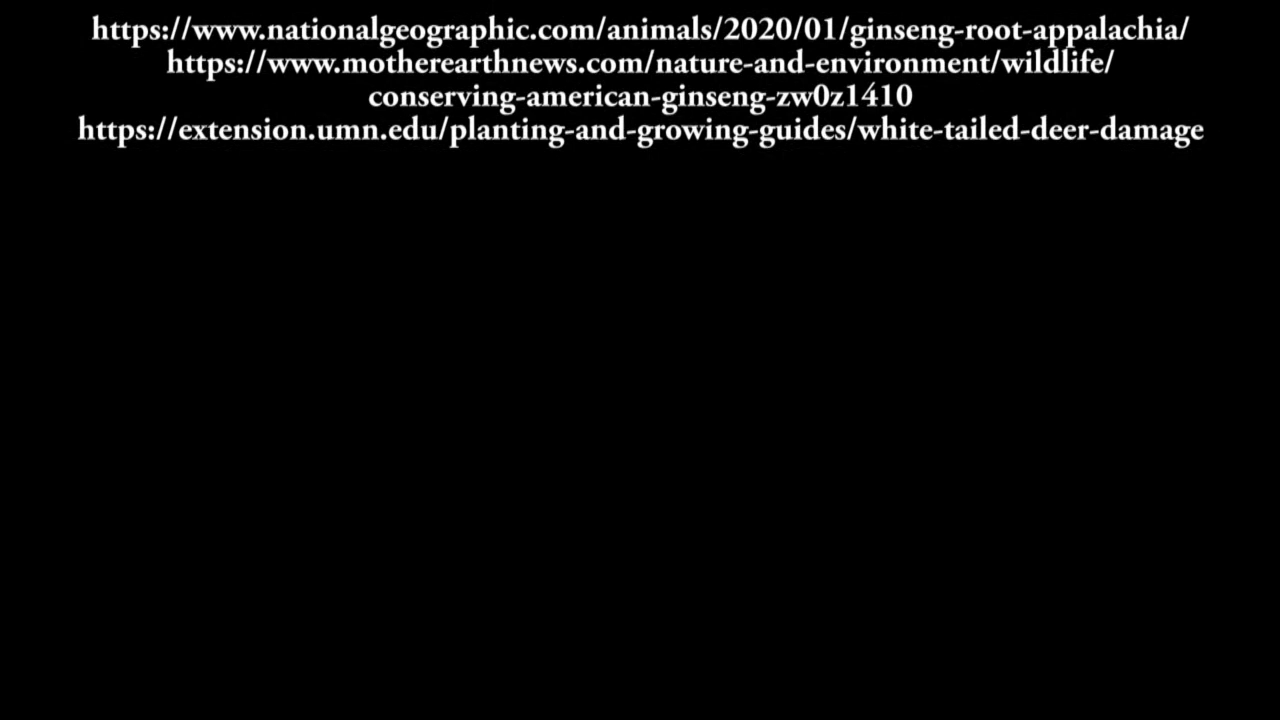 https://www.nationalgeographic.com/animals/2020/01/ginseng-root-appalachia/
https://www.motherearthnews.com/nature-and-environment/wildlife/
conserving-american-ginseng-zw0z1410
https://extension.umn.edu/planting-and-growing-guides/white-tailed-deer-damage